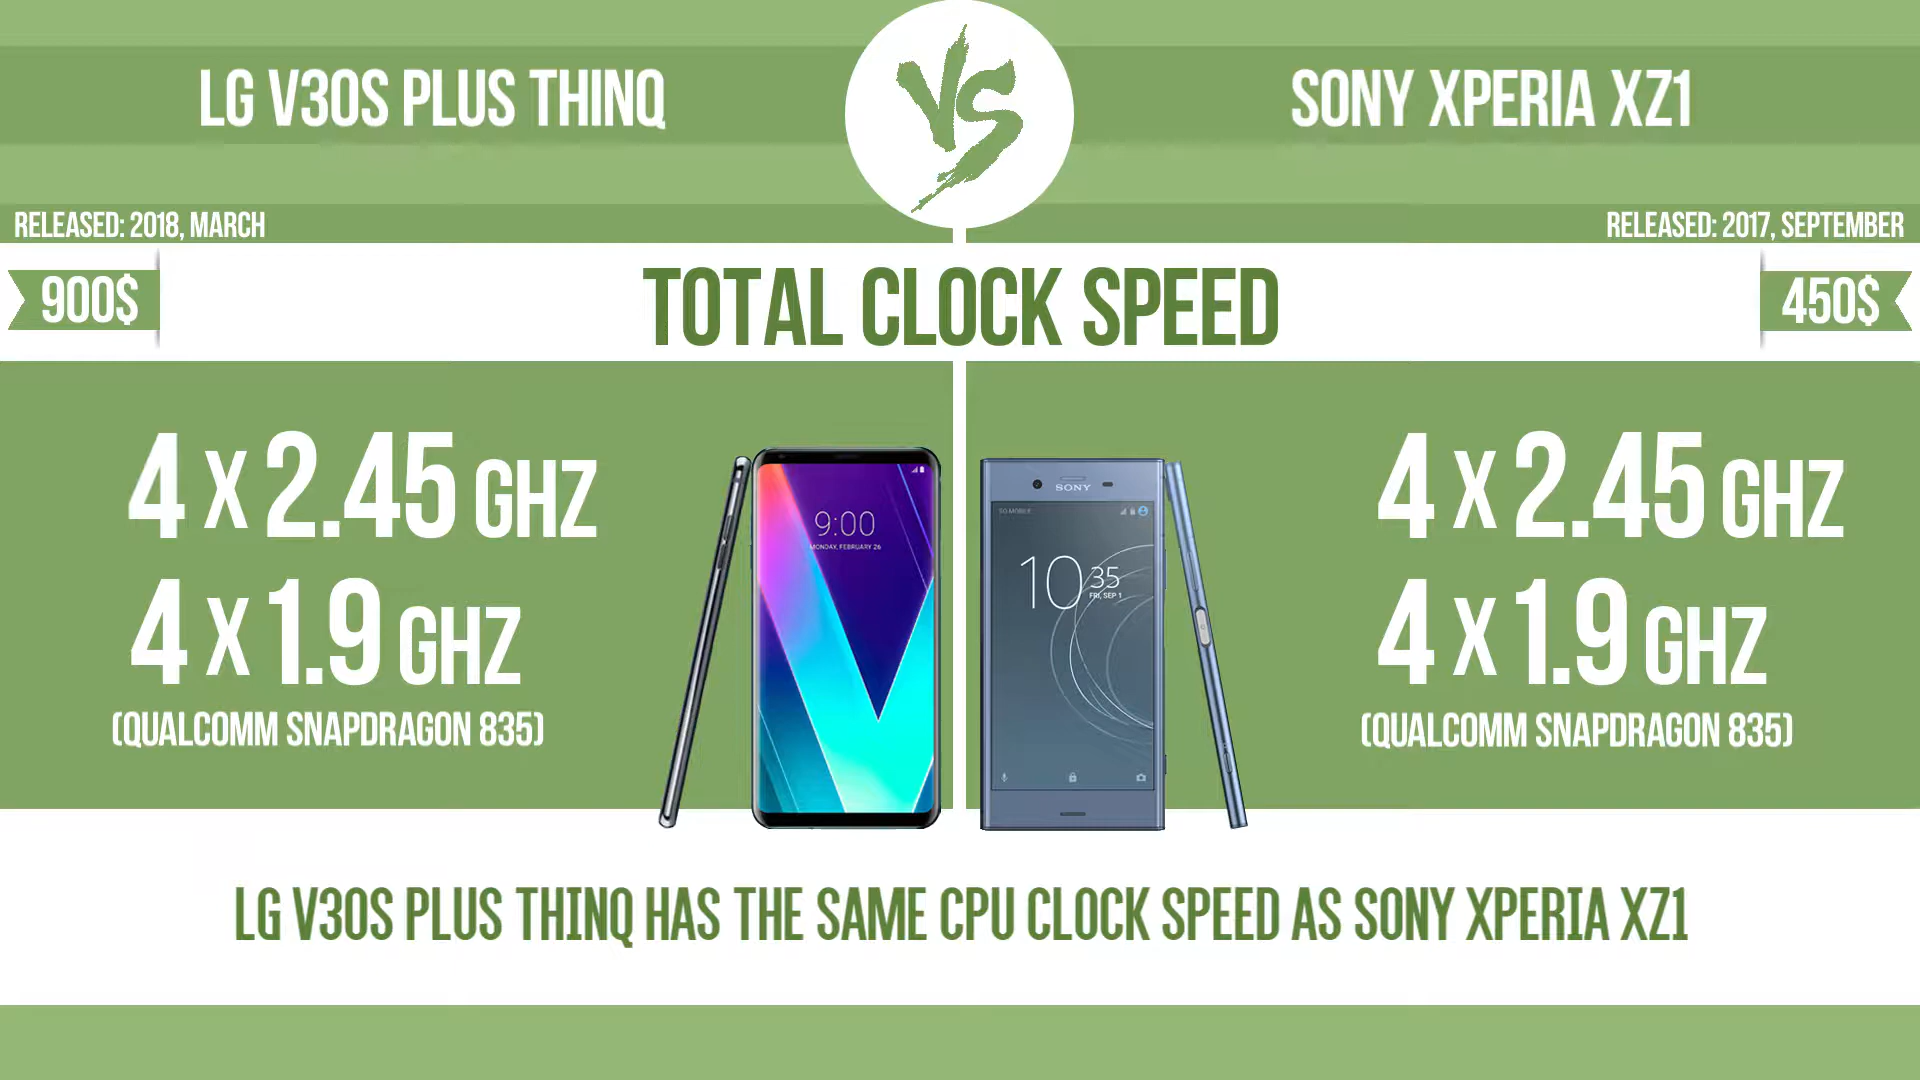 LG V30S PLUS THINQ
VS
SONY XPERIA XZ1
RELEASED: 2018, MARCH
RELEASED: 2017, SEPTEMBER
900$
TOTAL CLOCK SPEED
450$
4 X 2.45 GHZ
4 X 1.9 GHZ
(QUALCOMM SNAPDRAGON 835)
9:00
MONDAY, FEBRUARY 26
SONY
SO-MOBILE
10 35
FRI, SEP 1
4 X 2.45 GHZ
4 X 1.9 GHZ
(QUALCOMM SNAPDRAGON 835)
LG V30S PLUS THINQ HAS THE SAME CPU CLOCK SPEED AS SONY XPERIA XZ1